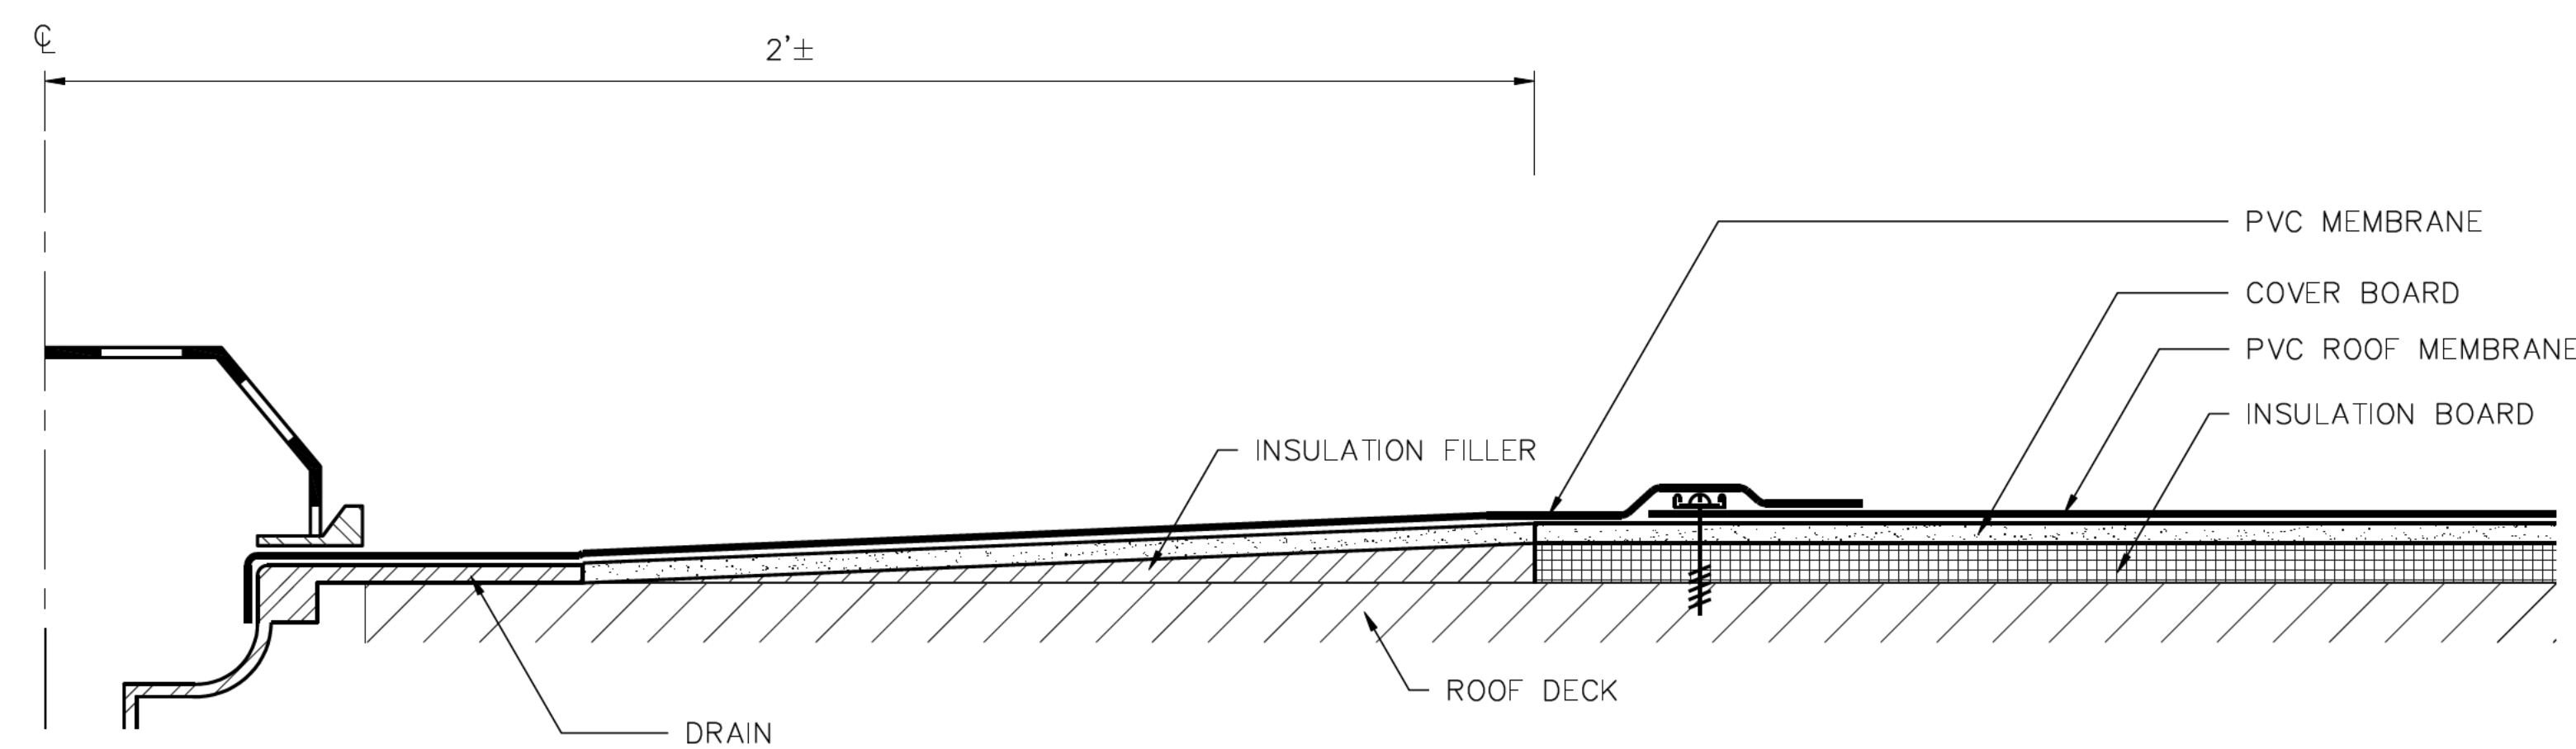 ℄
2'±
PVC MEMBRANE
COVER BOARD
PVC ROOF MEMBRANE
INSULATION BOARD
INSULATION FILLER
ROOF DECK
DRAIN